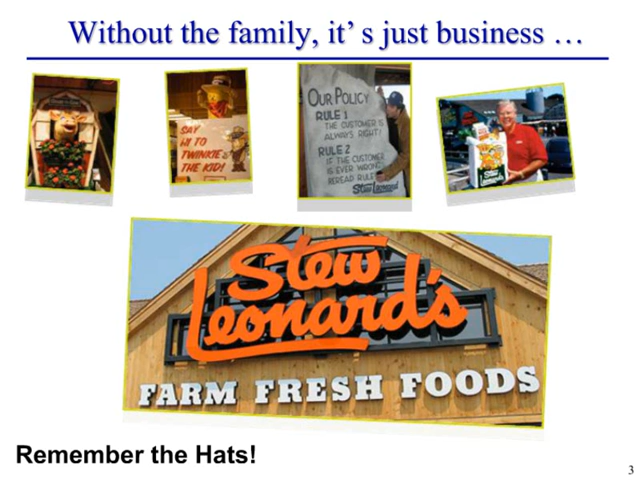 Without the family, it’ s just business …
SAY
HI TO
TWINKIE
THE KID!
OUR POLICY
RULE 1
THE CUSTOMER IS
ALWAYS RIGHT!
RULE 2
IF THE CUSTOMER
IS EVER WRONG,
REREAD RULE
Stew Leonard
Stew
Leonard's
Stew
Leonard's
FARM FRESH FOODS
Remember the Hats!
3